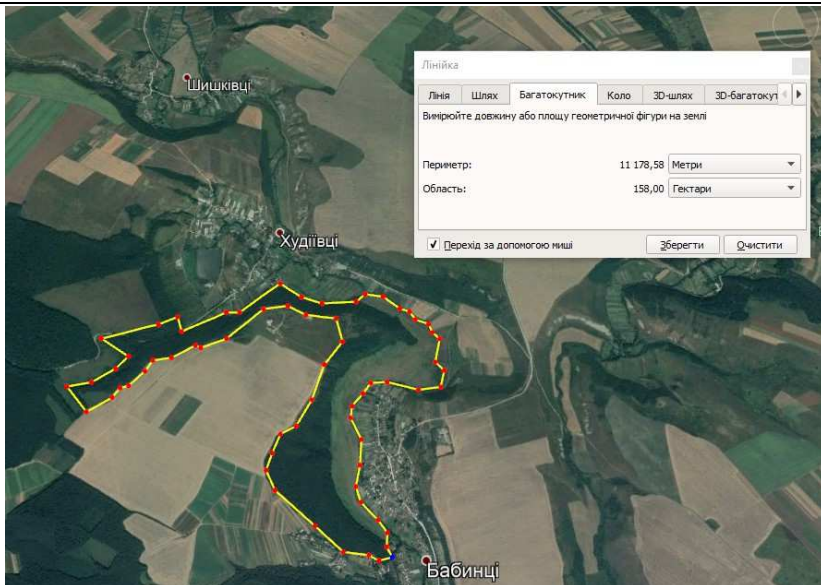 Лінійка
Лінія Шлях Багатокутник Коло 3D-шлях 3D-багатокут
Вимірюйте довжину або площу геометричної фігури на землі
Периметр: 11 178,58 Метри
Область: 158,00 Гектари
Перехід за допомогою миші Зберегти Очистити
Шишківці
Худіївці
Бабинці